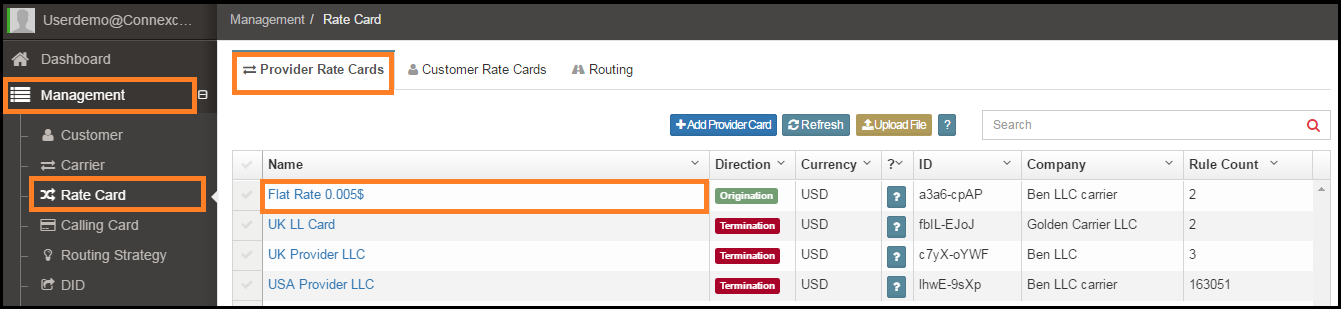 Userdemo@Connexc...
Management / Rate Card
Dashboard
Management
Customer
Carrier
Rate Card
Calling Card
Routing Strategy
DID
Provider Rate Cards Customer Rate Cards Routing
Add Provider Card Refresh Upload File ? Search
Name Direction Currency ? ID Company Rule Count
Flat Rate 0.005$ Origination USD ? a3a6-cpAP Ben LLC carrier 2
UK LL Card Termination USD ? fbIL-EJoJ Golden Carrier LLC 2
UK Provider LLC Termination USD ? c7yX-oYWF Ben LLC 3
USA Provider LLC Termination USD ? lhwE-9sXp Ben LLC carrier 163051